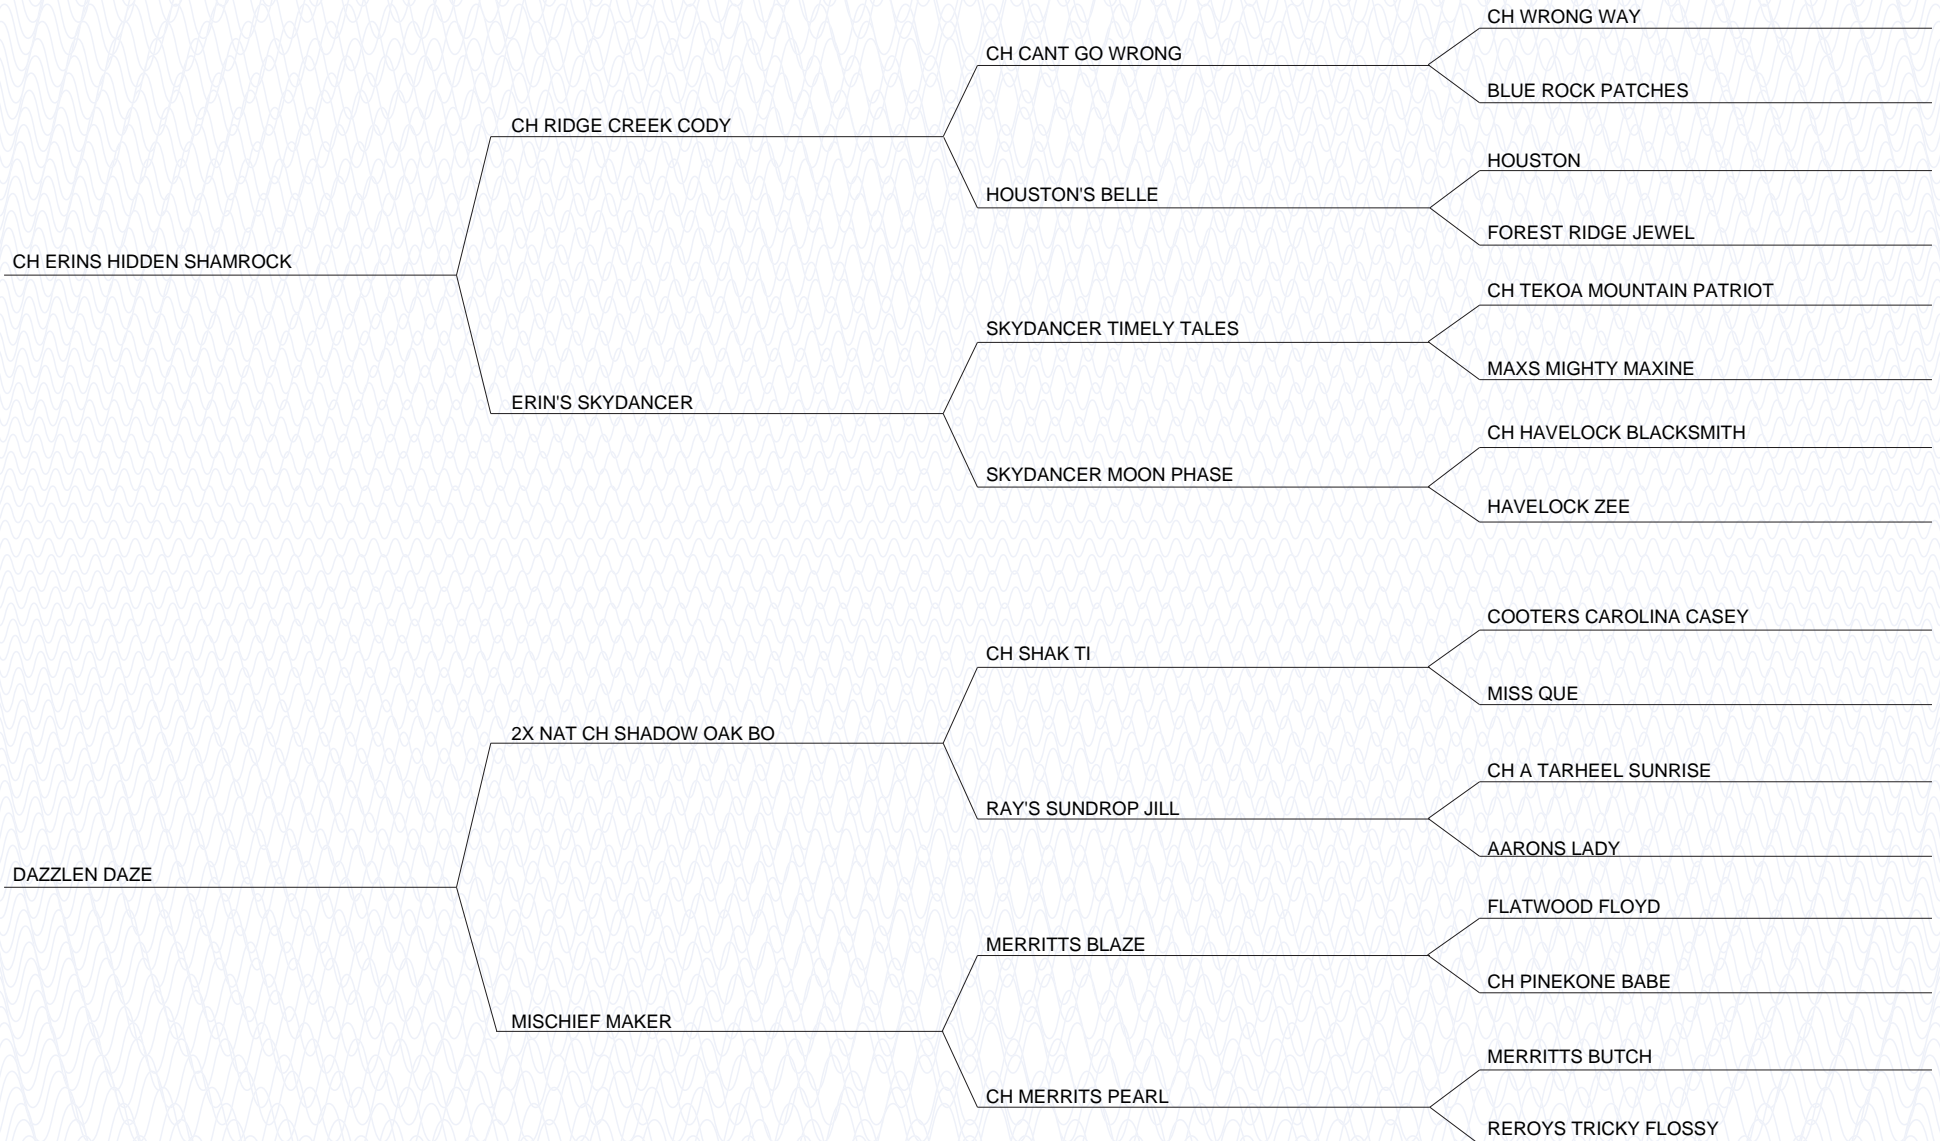 CH WRONG WAY
CH CANT GO WRONG
BLUE ROCK PATCHES
CH RIDGE CREEK CODY
HOUSTON
HOUSTON'S BELLE
FOREST RIDGE JEWEL
CH ERINS HIDDEN SHAMROCK
CH TEKOA MOUNTAIN PATRIOT
SKYDANCER TIMELY TALES
MAXS MIGHTY MAXINE
ERIN'S SKYDANCER
CH HAVELOCK BLACKSMITH
SKYDANCER MOON PHASE
HAVELOCK ZEE
COOTERS CAROLINA CASEY
CH SHAK TI
MISS QUE
2X NAT CH SHADOW OAK BO
CH A TARHEEL SUNRISE
RAY'S SUNDROP JILL
AARONS LADY
DAZZLEN DAZE
FLATWOOD FLOYD
MERRITTS BLAZE
CH PINEKONE BABE
MISCHIEF MAKER
MERRITTS BUTCH
CH MERRITS PEARL
REROYS TRICKY FLOSSY